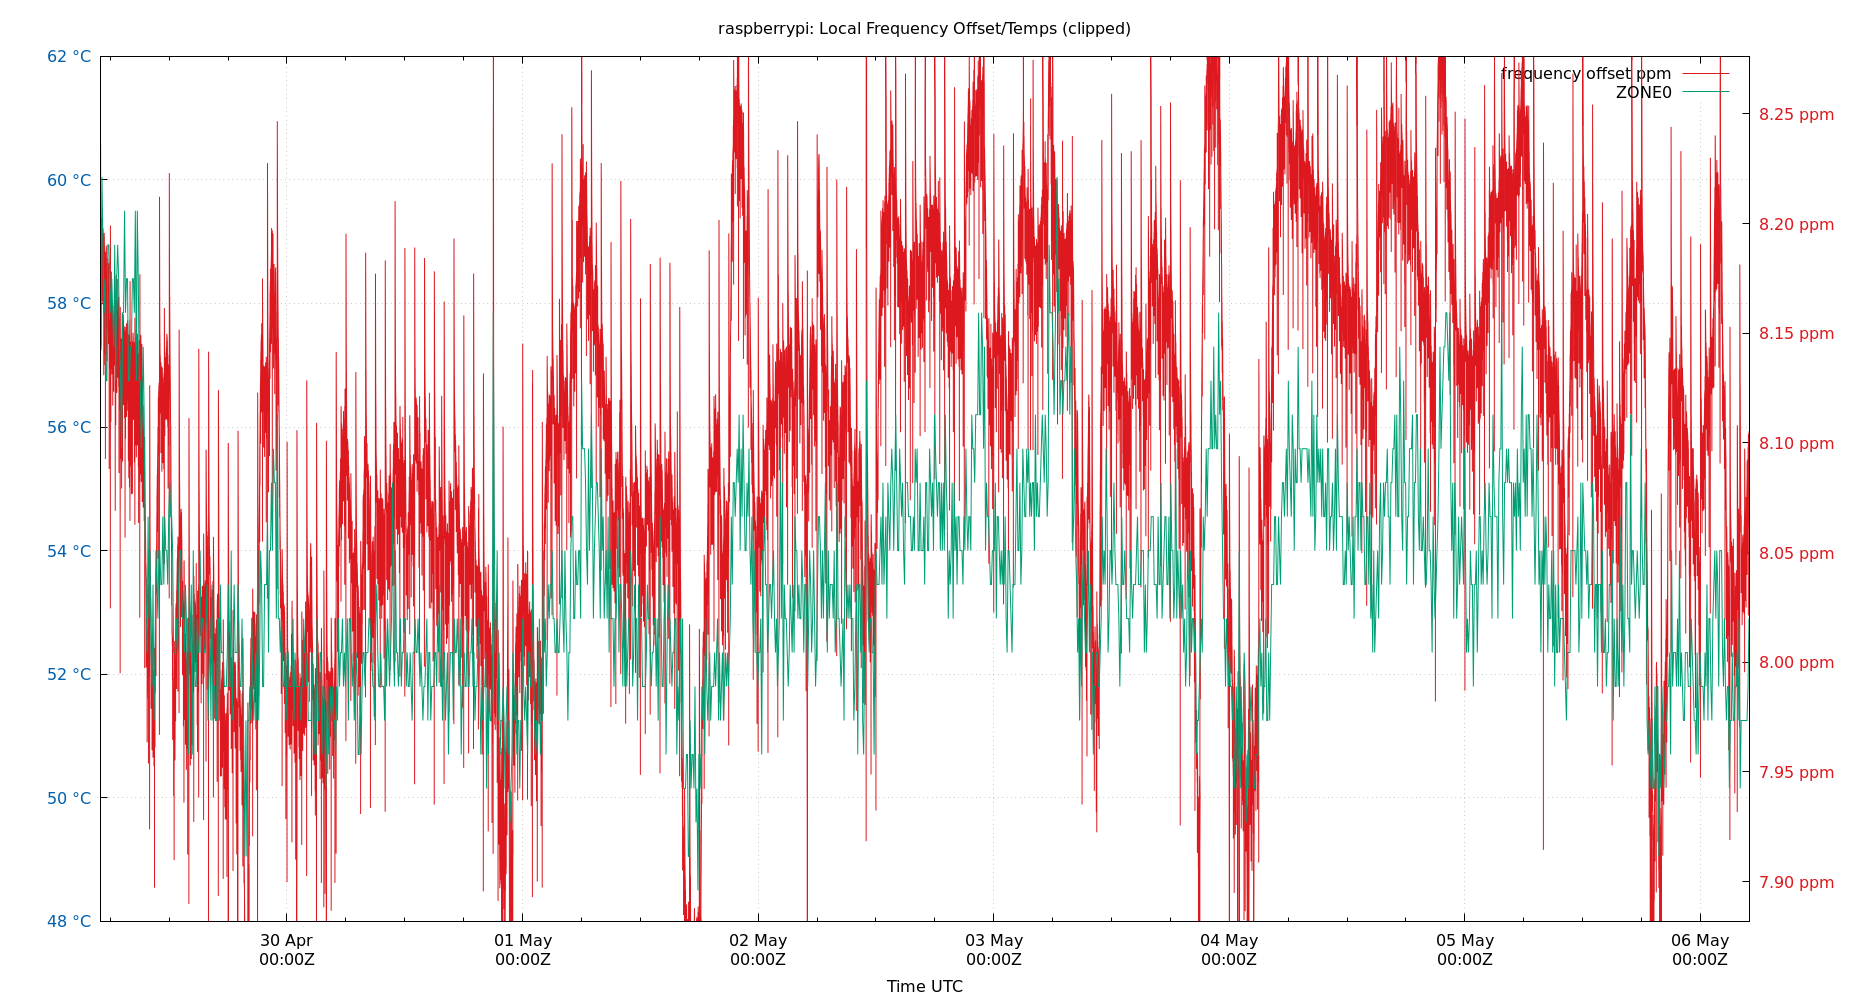 raspberrypi: Local Frequency Offset/Temps (clipped)
frequency offset ppm
ZONE0
62 °C
60 °C
58 °C
56 °C
54 °C
52 °C
50 °C
48 °C
8.25 ppm
8.20 ppm
8.15 ppm
8.10 ppm
8.05 ppm
8.00 ppm
7.95 ppm
7.90 ppm
30 Apr
00:00Z
01 May
00:00Z
02 May
00:00Z
03 May
00:00Z
04 May
00:00Z
05 May
00:00Z
06 May
00:00Z
Time UTC